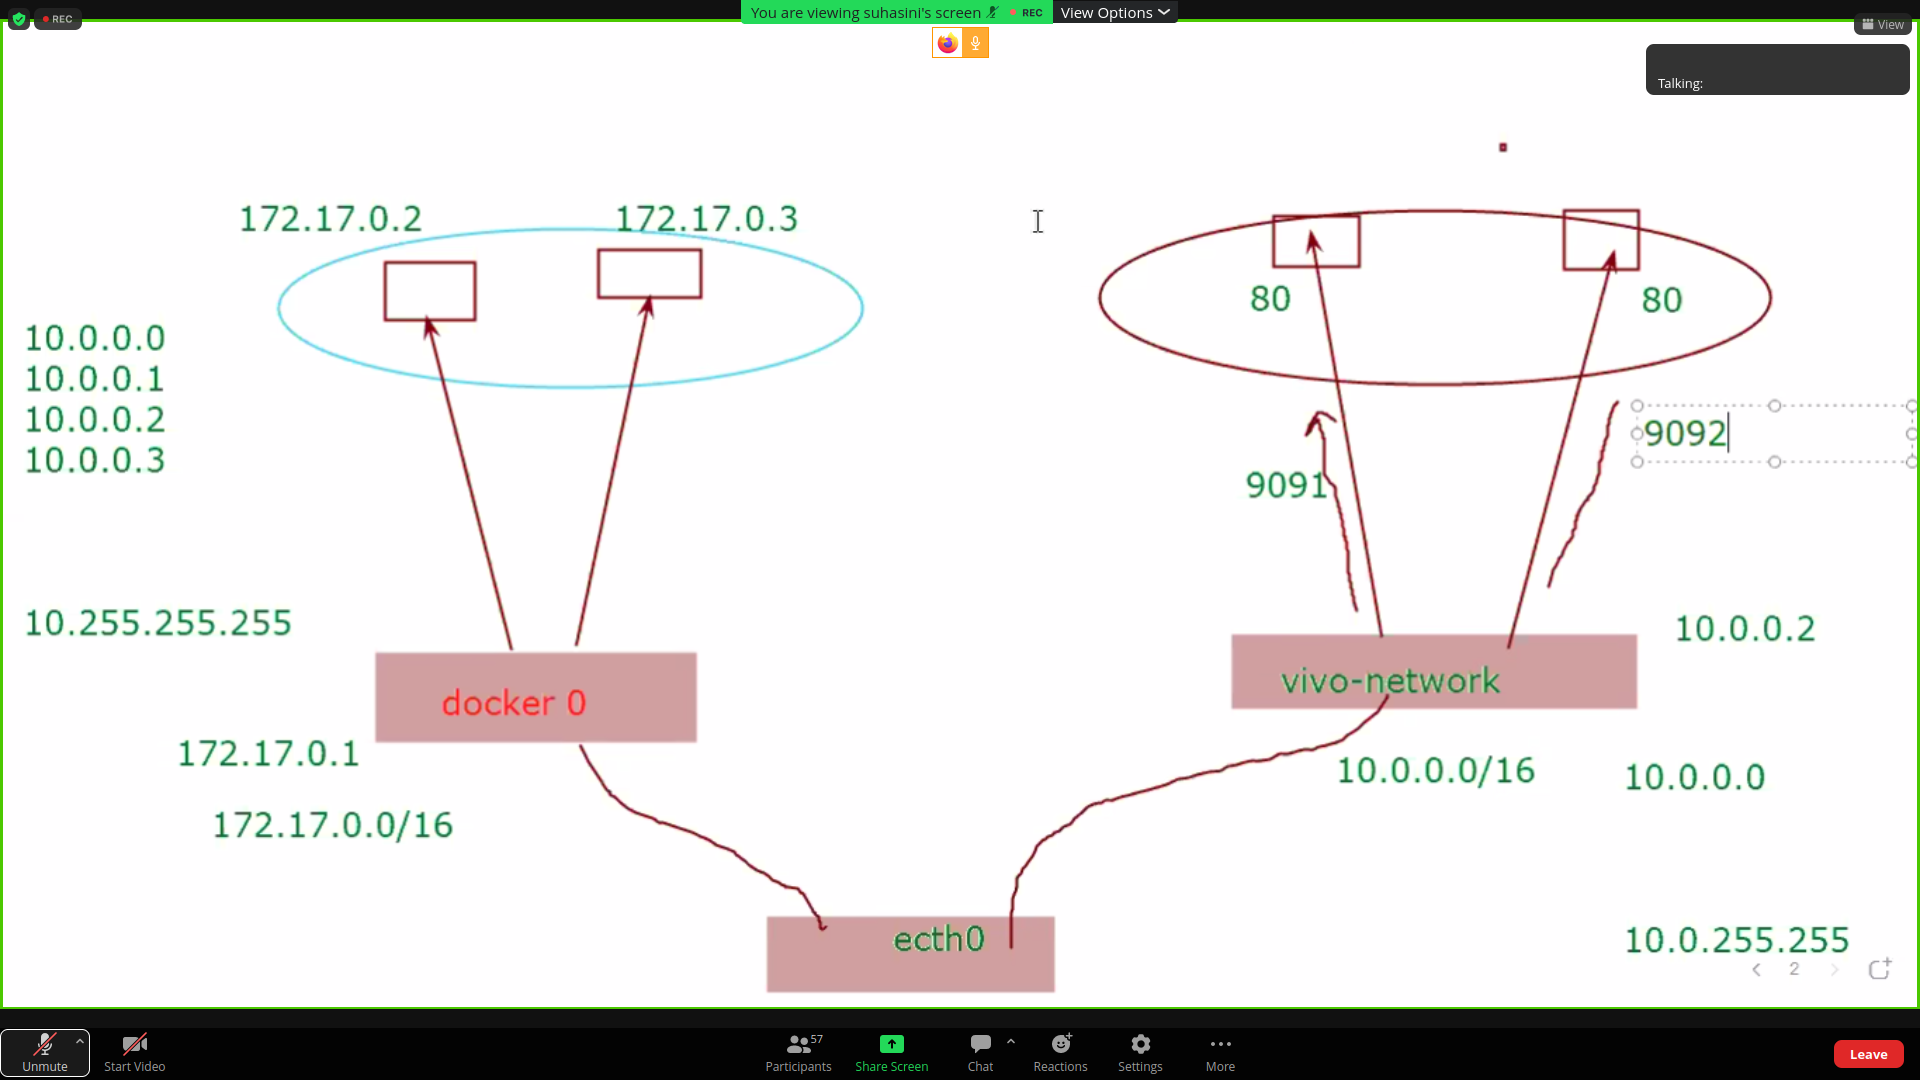 REC
You are viewing suhasini's screen
REC
View Options
View
Talking:
172.17.0.2
172.17.0.3
80
80
10.0.0.0
10.0.0.1
10.0.0.2
10.0.0.3
9092
9091
10.255.255.255
10.0.0.2
docker 0
vivo-network
172.17.0.1
10.0.0.0/16
10.0.0.0
172.17.0.0/16
ecth0
10.0.255.255
2
Unmute
Start Video
Participants
57
Share Screen
Chat
Reactions
Settings
More
Leave